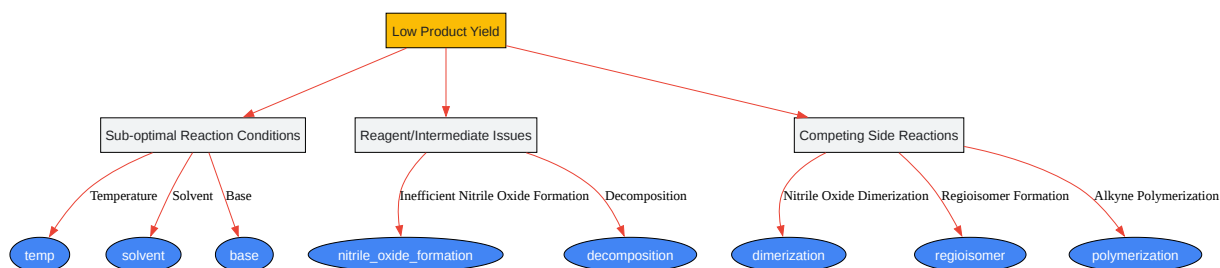 Low Product Yield
Sub-optimal Reaction Conditions
Reagent/Intermediate Issues
Competing Side Reactions
Temperature
Solvent
Base
Inefficient Nitrile Oxide Formation
Decomposition
Nitrile Oxide Dimerization
Regioisomer Formation
Alkyne Polymerization
temp
solvent
base
nitrile_oxide_formation
decomposition
dimerization
regioisomer
polymerization